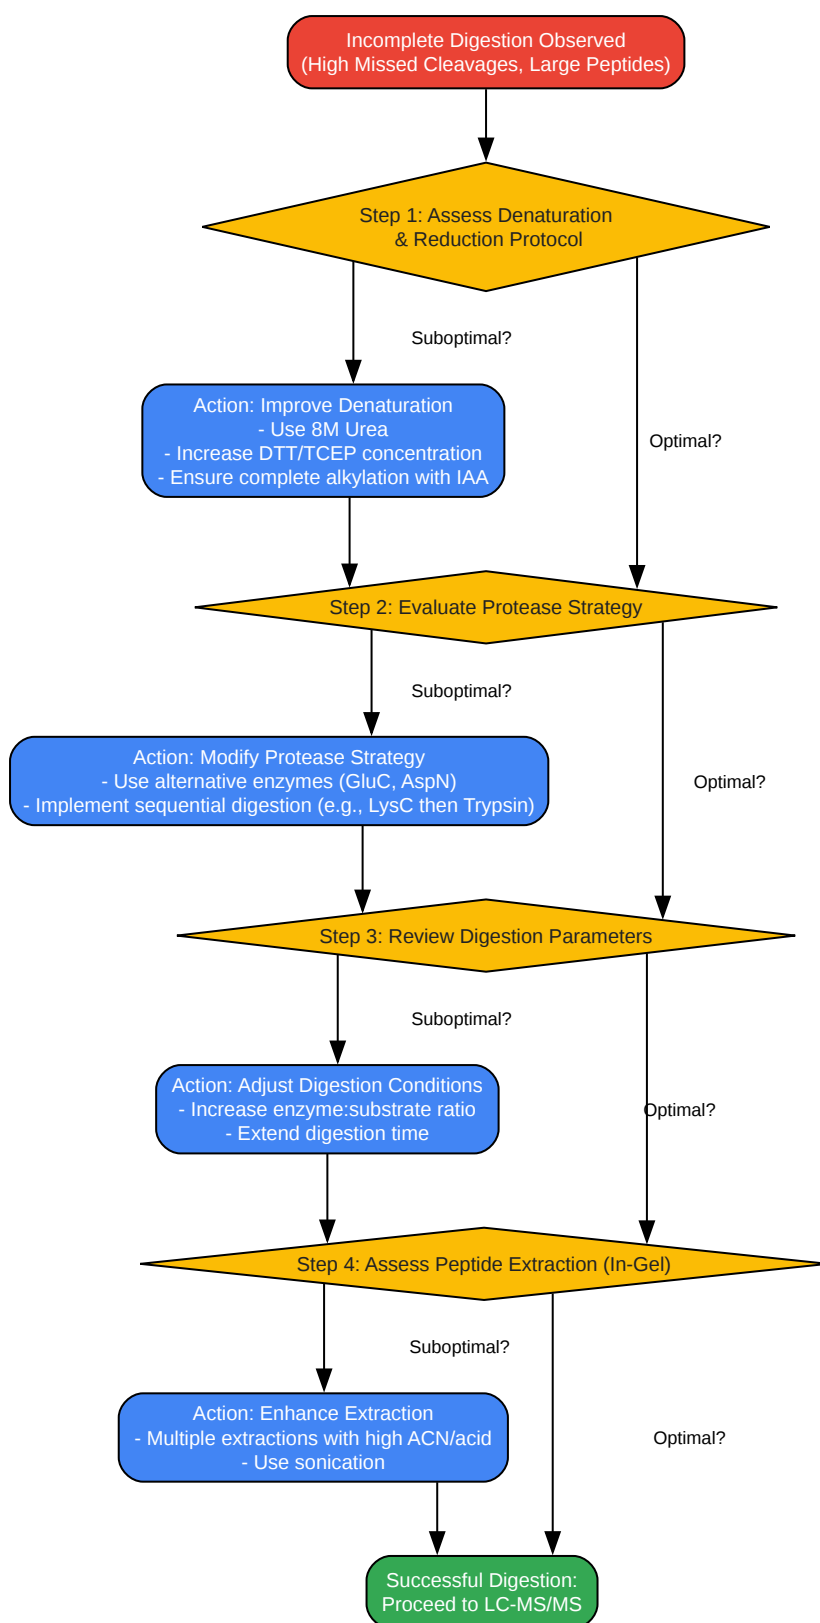 Incomplete Digestion Observed
(High Missed Cleavages, Large Peptides)
Step 1: Assess Denaturation
& Reduction Protocol
Suboptimal?
Action: Improve Denaturation
- Use 8M Urea
- Increase DTT/TCEP concentration
- Ensure complete alkylation with IAA
Optimal?
Step 2: Evaluate Protease Strategy
Suboptimal?
Action: Modify Protease Strategy
- Use alternative enzymes (GluC, AspN)
- Implement sequential digestion (e.g., LysC then Trypsin)
Optimal?
Step 3: Review Digestion Parameters
Suboptimal?
Action: Adjust Digestion Conditions
- Increase enzyme:substrate ratio
- Extend digestion time
Optimal?
Step 4: Assess Peptide Extraction (In-Gel)
Suboptimal?
Action: Enhance Extraction
- Multiple extractions with high ACN/acid
- Use sonication
Optimal?
Successful Digestion:
Proceed to LC-MS/MS